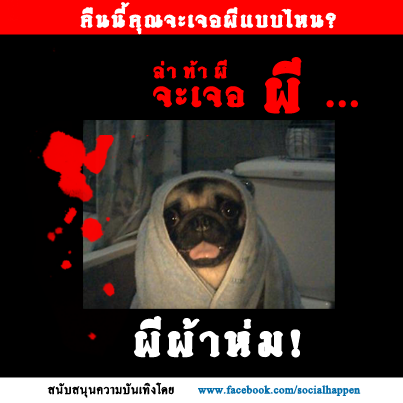 คืนนี้คุณจะเจอผีแบบไหน?
ล่า ท้า ผี
จะเจอ ผี ...
ผีผ้าห่ม!
สนับสนุนความบันเทิงโดย www.facebook.com/socialhappen